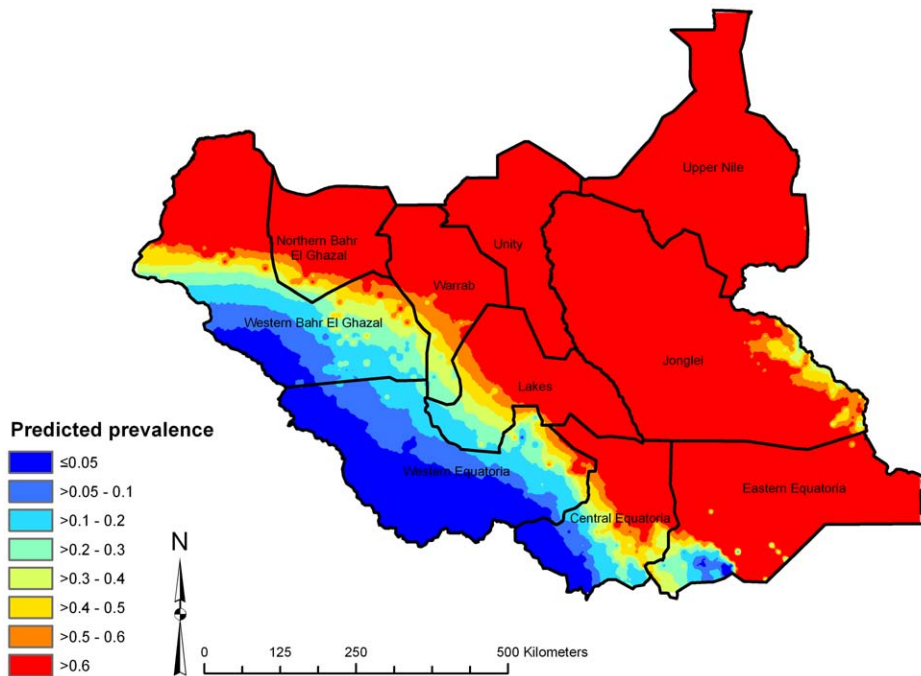 Upper Nile
Northern Bahr
El Ghazal
Unity
Warrab
Western Bahr El Ghazal
Jonglei
Lakes
Predicted prevalence
≤0.05
>0.05 - 0.1
>0.1 - 0.2
>0.2 - 0.3
>0.3 - 0.4
>0.4 - 0.5
>0.5 - 0.6
>0.6
Western Equatoria
Eastern Equatoria
Central Equatoria
N
0 125 250 500 Kilometers